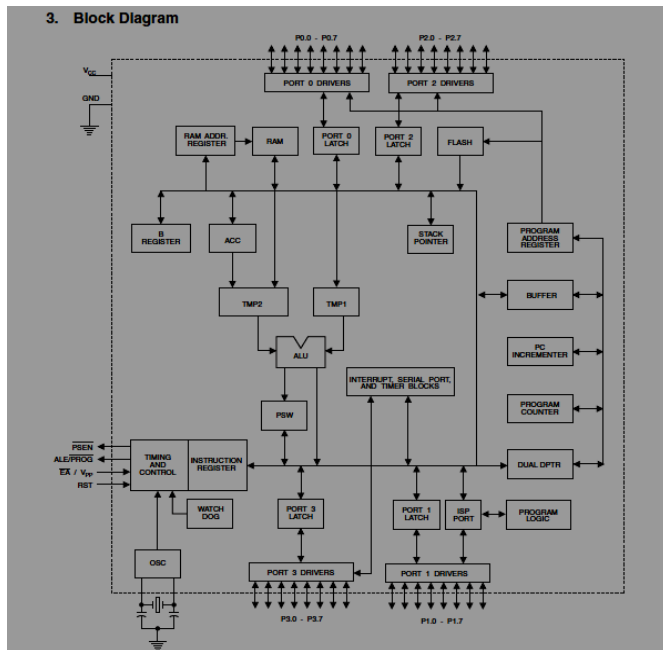 3. Block Diagram
P0.0 - P0.7
P2.0 - P2.7
VCC
GND
PORT 0 DRIVERS
PORT 2 DRIVERS
RAM ADDR.
REGISTER
RAM
PORT 0
LATCH
PORT 2
LATCH
FLASH
B
REGISTER
ACC
STACK
POINTER
PROGRAM
ADDRESS
REGISTER
BUFFER
TMP2
TMP1
ALU
PC
INCREMENTER
INTERRUPT, SERIAL PORT,
AND TIMER BLOCKS
PSW
PROGRAM
COUNTER
PSEN
ALE/PROG
EA / VPP
RST
TIMING
AND
CONTROL
INSTRUCTION
REGISTER
DUAL DPTR
WATCH
DOG
PORT 3
LATCH
PORT 1
LATCH
ISP
PORT
PROGRAM
LOGIC
OSC
PORT 3 DRIVERS
PORT 1 DRIVERS
P3.0 - P3.7
P1.0 - P1.7